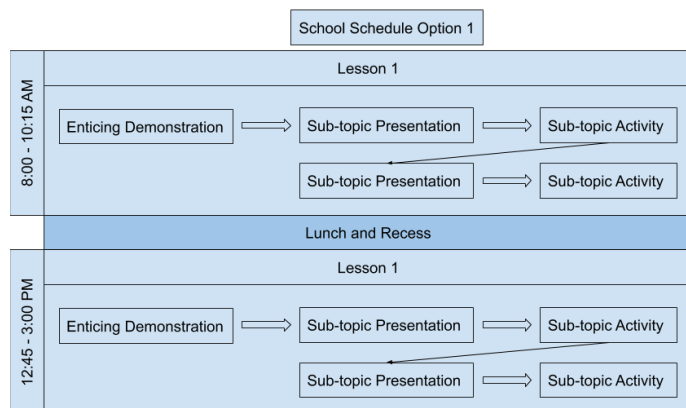 School Schedule Option 1
8:00 - 10:15 AM
Lesson 1
Enticing Demonstration
Sub-topic Presentation
Sub-topic Activity
Sub-topic Presentation
Sub-topic Activity
Lunch and Recess
12:45 - 3:00 PM
Lesson 1
Enticing Demonstration
Sub-topic Presentation
Sub-topic Activity
Sub-topic Presentation
Sub-topic Activity